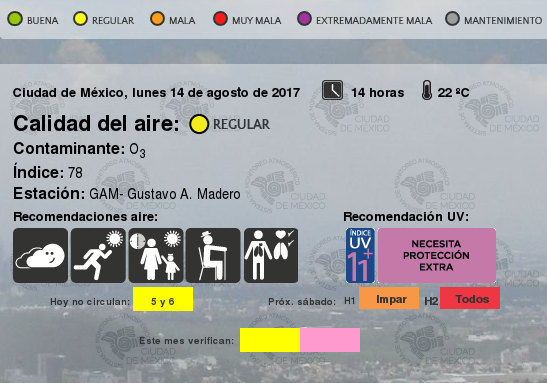 BUENA REGULAR MALA MUY MALA EXTREMADAMENTE MALA MANTENIMIENTO
Ciudad de México, lunes 14 de agosto de 2017 14 horas 22 ºC
Calidad del aire: REGULAR
Contaminante: O3
Índice: 78
Estación: GAM- Gustavo A. Madero
Recomendaciones aire: Recomendación UV:
ÍNDICE UV 11+
NECESITA
PROTECCIÓN
EXTRA
Hoy no circulan: 5 y 6 Próx. sábado: H1 Impar H2 Todos
Este mes verifican:
CIUDAD
DE MÉXICO